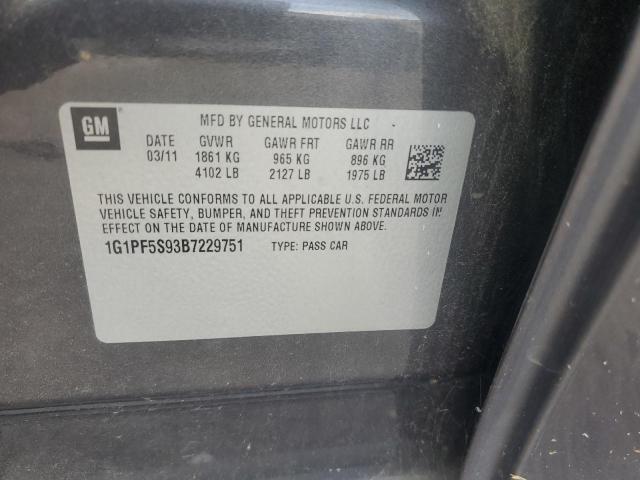 GM
MFD BY GENERAL MOTORS LLC
DATE GVWR GAWR FRT GAWR RR
03/11 1861 KG 965 KG 896 KG
4102 LB 2127 LB 1975 LB
THIS VEHICLE CONFORMS TO ALL APPLICABLE U.S. FEDERAL MOTOR
VEHICLE SAFETY, BUMPER, AND THEFT PREVENTION STANDARDS IN
EFFECT ON THE DATE OF MANUFACTURE SHOWN ABOVE.
1G1PF5S93B7229751 TYPE: PASS CAR